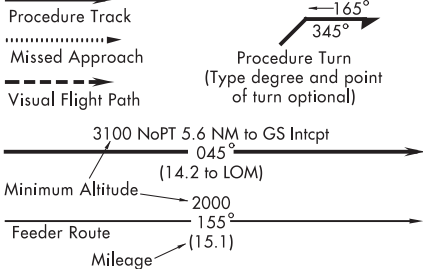 Procedure Track
Missed Approach
Visual Flight Path
165°
345°
Procedure Turn
(Type degree and point
of turn optional)
3100 NoPT 5.6 NM to GS Intcpt
045°
(14.2 to LOM)
Minimum Altitude
2000
155°
Feeder Route
(15.1)
Mileage